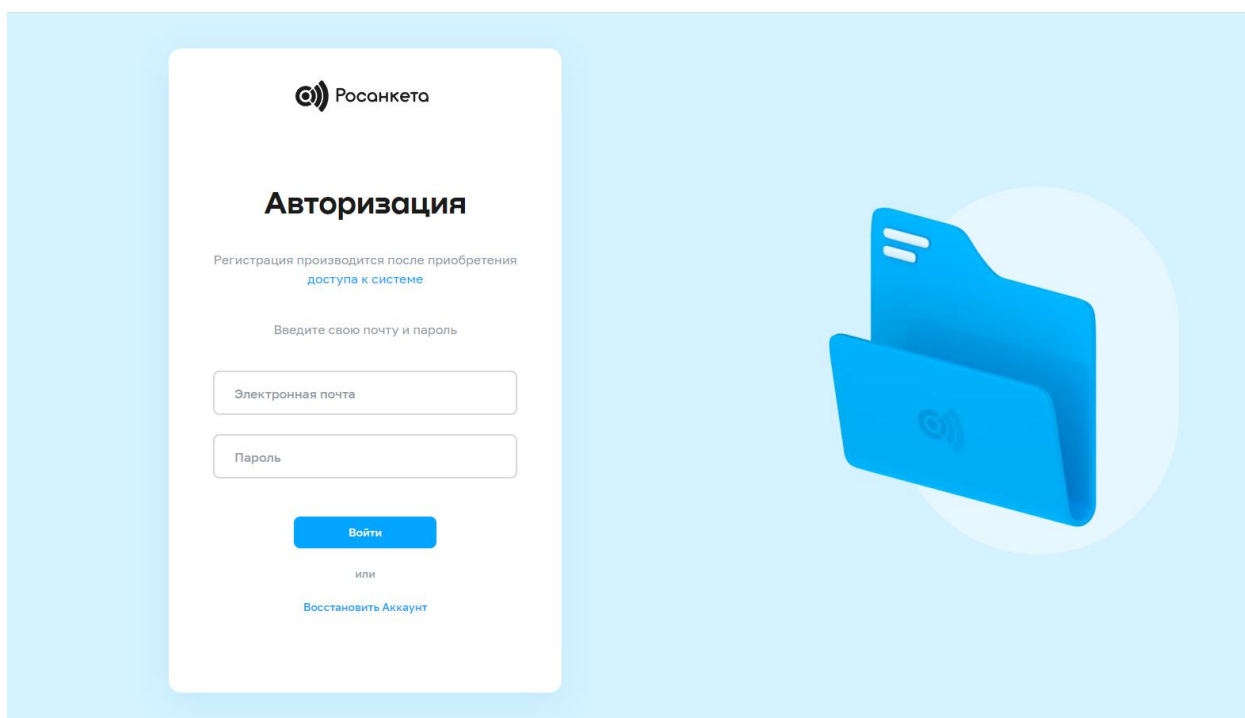 Росанкета
Авторизация
Регистрация производится после приобретения
доступа к системе
Введите свою почту и пароль
Электронная почта
Пароль
Войти
или
Восстановить Аккаунт